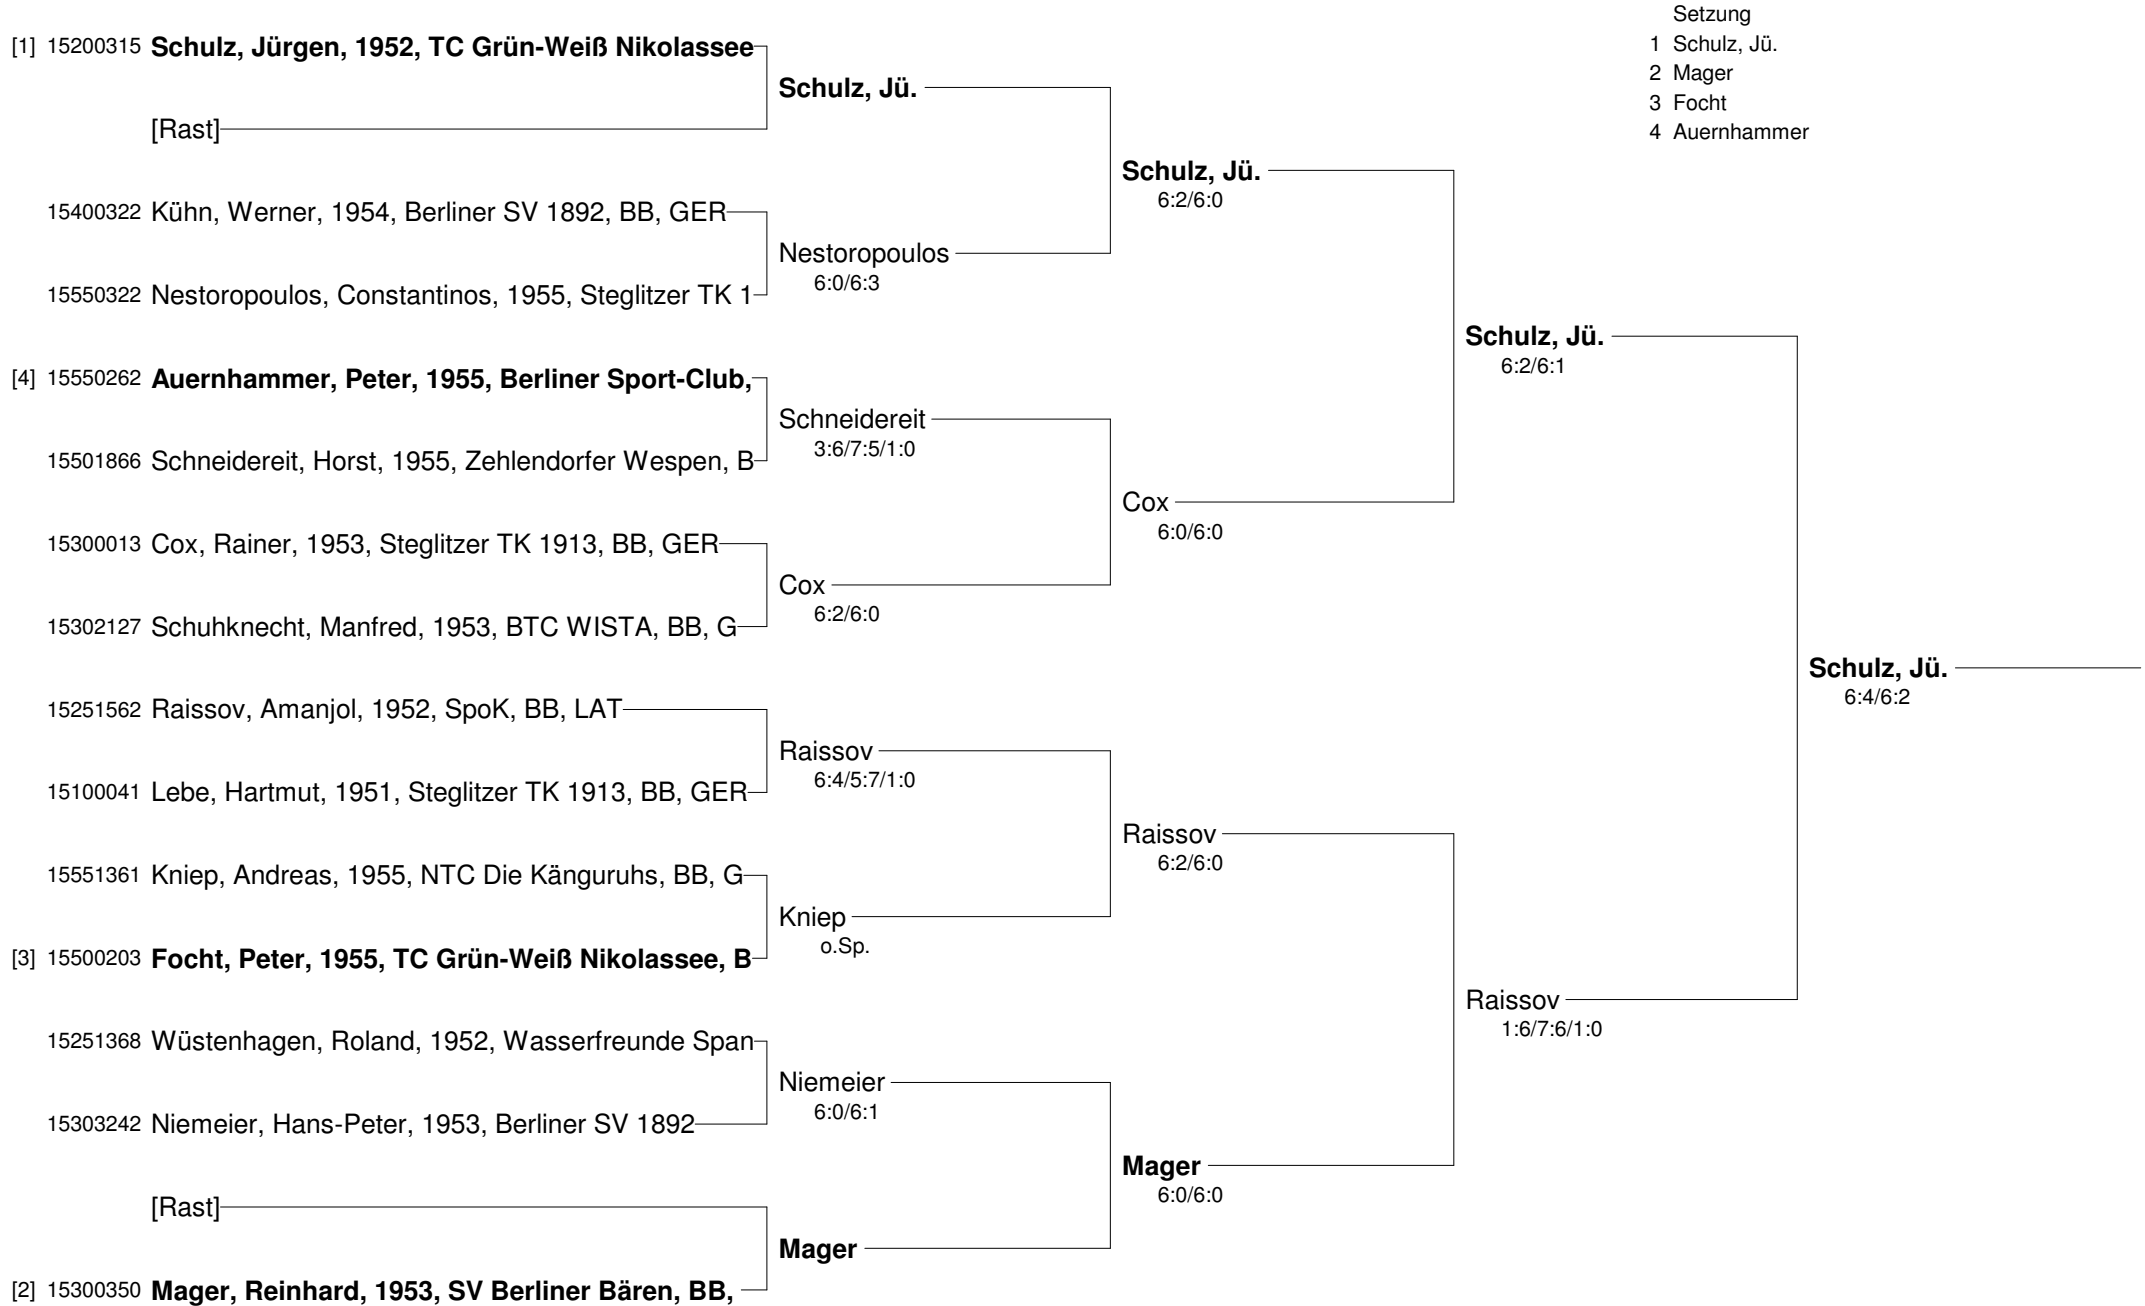 Setzung
1 Schulz, Jü.
2 Mager
3 Focht
4 Auernhammer
[1] 15200315 Schulz, Jürgen, 1952, TC Grün-Weiß Nikolassee
Schulz, Jü.
[Rast]
Schulz, Jü.
6:2/6:0
15400322 Kühn, Werner, 1954, Berliner SV 1892, BB, GER
Nestoropoulos
6:0/6:3
15550322 Nestoropoulos, Constantinos, 1955, Steglitzer TK 1
Schulz, Jü.
6:2/6:1
[4] 15550262 Auernhammer, Peter, 1955, Berliner Sport-Club,
Schneidereit
3:6/7:5/1:0
15501866 Schneidereit, Horst, 1955, Zehlendorfer Wespen, B
Cox
6:0/6:0
15300013 Cox, Rainer, 1953, Steglitzer TK 1913, BB, GER
Cox
6:2/6:0
15302127 Schuhknecht, Manfred, 1953, BTC WISTA, BB, G
Schulz, Jü.
6:4/6:2
15251562 Raissov, Amanjol, 1952, SpoK, BB, LAT
Raissov
6:4/5:7/1:0
15100041 Lebe, Hartmut, 1951, Steglitzer TK 1913, BB, GER
Raissov
6:2/6:0
15551361 Kniep, Andreas, 1955, NTC Die Känguruhs, BB, G
Kniep
o.Sp.
[3] 15500203 Focht, Peter, 1955, TC Grün-Weiß Nikolassee, B
Raissov
1:6/7:6/1:0
15251368 Wüstenhagen, Roland, 1952, Wasserfreunde Span
Niemeier
6:0/6:1
15303242 Niemeier, Hans-Peter, 1953, Berliner SV 1892
Mager
6:0/6:0
[Rast]
Mager
[2] 15300350 Mager, Reinhard, 1953, SV Berliner Bären, BB,